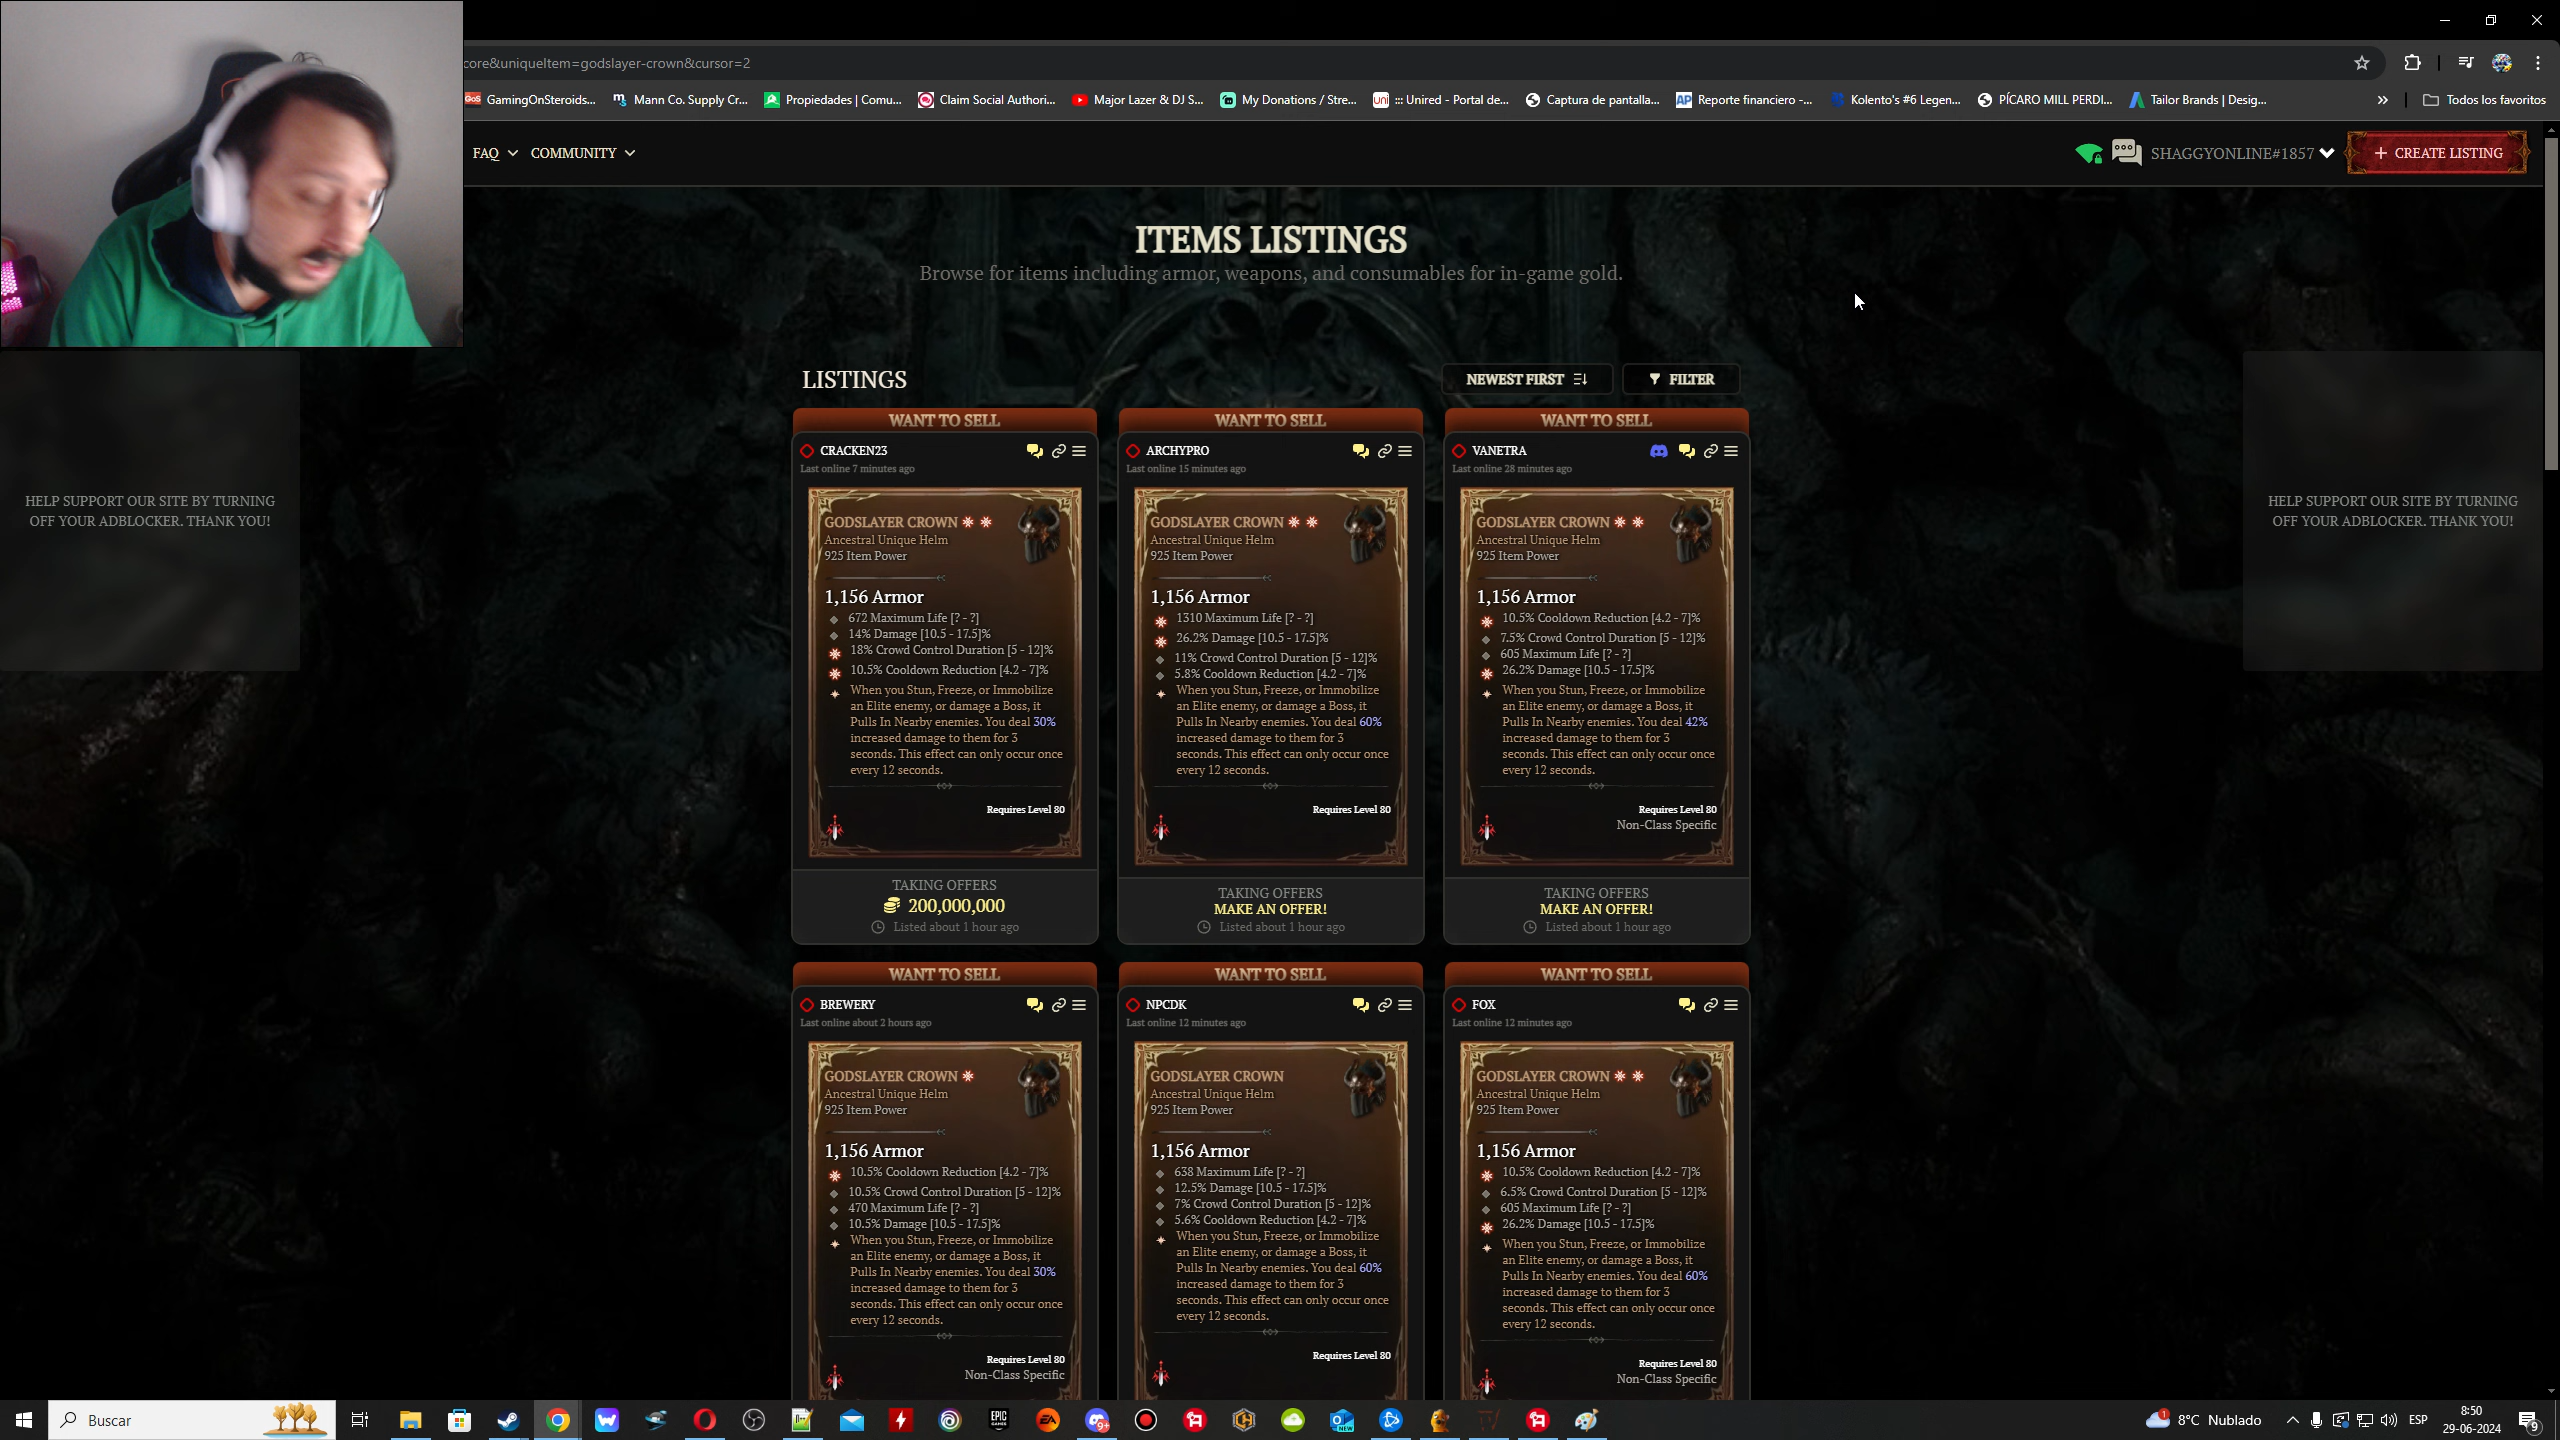 core&uniqueItem=godslayer-crown&cursor=2
GamingOnSteroids... Mann Co. Supply Cr... Propiedades | Comu... Claim Social Authori... Major Lazer & DJ S... My Donations / Stre... ::: Unired - Portal de... Captura de pantalla... Reporte financiero -... Kolento's #6 Legen... PÍCARO MILL PERDI... Tailor Brands | Desig... » Todos los favoritos
FAQ COMMUNITY SHAGGYONLINE#1857 + CREATE LISTING
ITEMS LISTINGS
Browse for items including armor, weapons, and consumables for in-game gold.
LISTINGS NEWEST FIRST FILTER
HELP SUPPORT OUR SITE BY TURNING
OFF YOUR ADBLOCKER. THANK YOU!
WANT TO SELL
CRACKEN23
Last online 7 minutes ago
GODSLAYER CROWN
Ancestral Unique Helm
925 Item Power
1,156 Armor
672 Maximum Life [? - ?]
14% Damage [10.5 - 17.5]%
18% Crowd Control Duration [5 - 12]%
10.5% Cooldown Reduction [4.2 - 7]%
When you Stun, Freeze, or Immobilize
an Elite enemy, or damage a Boss, it
Pulls In Nearby enemies. You deal 30%
increased damage to them for 3
seconds. This effect can only occur once
every 12 seconds.
Requires Level 80
TAKING OFFERS
200,000,000
Listed about 1 hour ago
WANT TO SELL
ARCHYPRO
Last online 15 minutes ago
GODSLAYER CROWN
Ancestral Unique Helm
925 Item Power
1,156 Armor
1310 Maximum Life [? - ?]
26.2% Damage [10.5 - 17.5]%
11% Crowd Control Duration [5 - 12]%
5.8% Cooldown Reduction [4.2 - 7]%
When you Stun, Freeze, or Immobilize
an Elite enemy, or damage a Boss, it
Pulls In Nearby enemies. You deal 60%
increased damage to them for 3
seconds. This effect can only occur once
every 12 seconds.
Requires Level 80
TAKING OFFERS
MAKE AN OFFER!
Listed about 1 hour ago
WANT TO SELL
VANETRA
Last online 28 minutes ago
GODSLAYER CROWN
Ancestral Unique Helm
925 Item Power
1,156 Armor
10.5% Cooldown Reduction [4.2 - 7]%
7.5% Crowd Control Duration [5 - 12]%
605 Maximum Life [? - ?]
26.2% Damage [10.5 - 17.5]%
When you Stun, Freeze, or Immobilize
an Elite enemy, or damage a Boss, it
Pulls In Nearby enemies. You deal 42%
increased damage to them for 3
seconds. This effect can only occur once
every 12 seconds.
Requires Level 80
Non-Class Specific
TAKING OFFERS
MAKE AN OFFER!
Listed about 1 hour ago
HELP SUPPORT OUR SITE BY TURNING
OFF YOUR ADBLOCKER. THANK YOU!
WANT TO SELL
BREWERY
Last online about 2 hours ago
GODSLAYER CROWN
Ancestral Unique Helm
925 Item Power
1,156 Armor
10.5% Cooldown Reduction [4.2 - 7]%
10.5% Crowd Control Duration [5 - 12]%
470 Maximum Life [? - ?]
10.5% Damage [10.5 - 17.5]%
When you Stun, Freeze, or Immobilize
an Elite enemy, or damage a Boss, it
Pulls In Nearby enemies. You deal 30%
increased damage to them for 3
seconds. This effect can only occur once
every 12 seconds.
Requires Level 80
Non-Class Specific
WANT TO SELL
NPCDK
Last online 12 minutes ago
GODSLAYER CROWN
Ancestral Unique Helm
925 Item Power
1,156 Armor
638 Maximum Life [? - ?]
12.5% Damage [10.5 - 17.5]%
7% Crowd Control Duration [5 - 12]%
5.6% Cooldown Reduction [4.2 - 7]%
When you Stun, Freeze, or Immobilize
an Elite enemy, or damage a Boss, it
Pulls In Nearby enemies. You deal 60%
increased damage to them for 3
seconds. This effect can only occur once
every 12 seconds.
Requires Level 80
WANT TO SELL
FOX
Last online 12 minutes ago
GODSLAYER CROWN
Ancestral Unique Helm
925 Item Power
1,156 Armor
10.5% Cooldown Reduction [4.2 - 7]%
6.5% Crowd Control Duration [5 - 12]%
605 Maximum Life [? - ?]
26.2% Damage [10.5 - 17.5]%
When you Stun, Freeze, or Immobilize
an Elite enemy, or damage a Boss, it
Pulls In Nearby enemies. You deal 60%
increased damage to them for 3
seconds. This effect can only occur once
every 12 seconds.
Requires Level 80
Non-Class Specific
Buscar 8°C Nublado ESP
8:50
29-06-2024